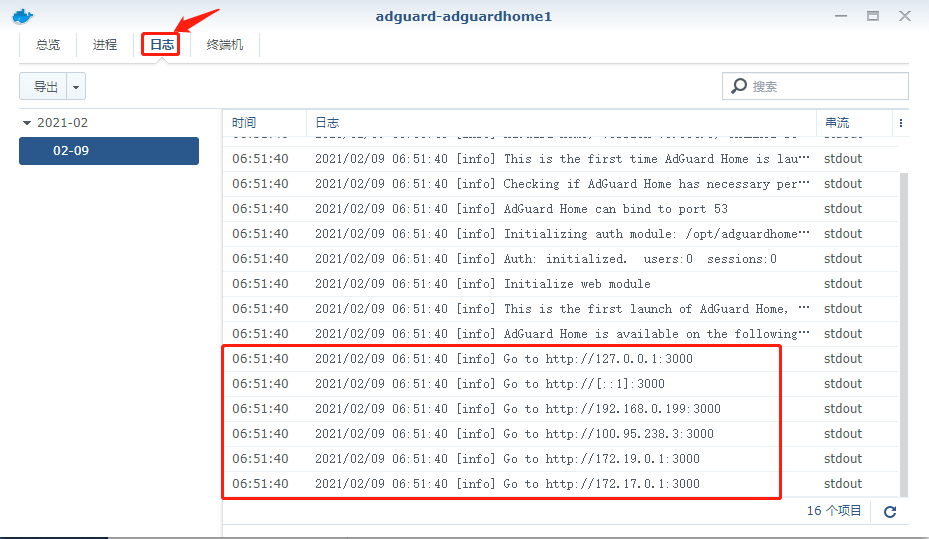 adguard-adguardhome1
总览 进程 日志 终端机
导出 搜索
2021-02
02-09
时间 日志 串流
06:51:40 2021/02/09 06:51:40 [info] This is the first time AdGuard Home is lau··· stdout
06:51:40 2021/02/09 06:51:40 [info] Checking if AdGuard Home has necessary per··· stdout
06:51:40 2021/02/09 06:51:40 [info] AdGuard Home can bind to port 53 stdout
06:51:40 2021/02/09 06:51:40 [info] Initializing auth module: /opt/adguardhome··· stdout
06:51:40 2021/02/09 06:51:40 [info] Auth: initialized. users:0 sessions:0 stdout
06:51:40 2021/02/09 06:51:40 [info] Initialize web module stdout
06:51:40 2021/02/09 06:51:40 [info] This is the first launch of AdGuard Home, ··· stdout
06:51:40 2021/02/09 06:51:40 [info] AdGuard Home is available on the following··· stdout
06:51:40 2021/02/09 06:51:40 [info] Go to http://127.0.0.1:3000 stdout
06:51:40 2021/02/09 06:51:40 [info] Go to http://[::1]:3000 stdout
06:51:40 2021/02/09 06:51:40 [info] Go to http://192.168.0.199:3000 stdout
06:51:40 2021/02/09 06:51:40 [info] Go to http://100.95.238.3:3000 stdout
06:51:40 2021/02/09 06:51:40 [info] Go to http://172.19.0.1:3000 stdout
06:51:40 2021/02/09 06:51:40 [info] Go to http://172.17.0.1:3000 stdout
16 个项目